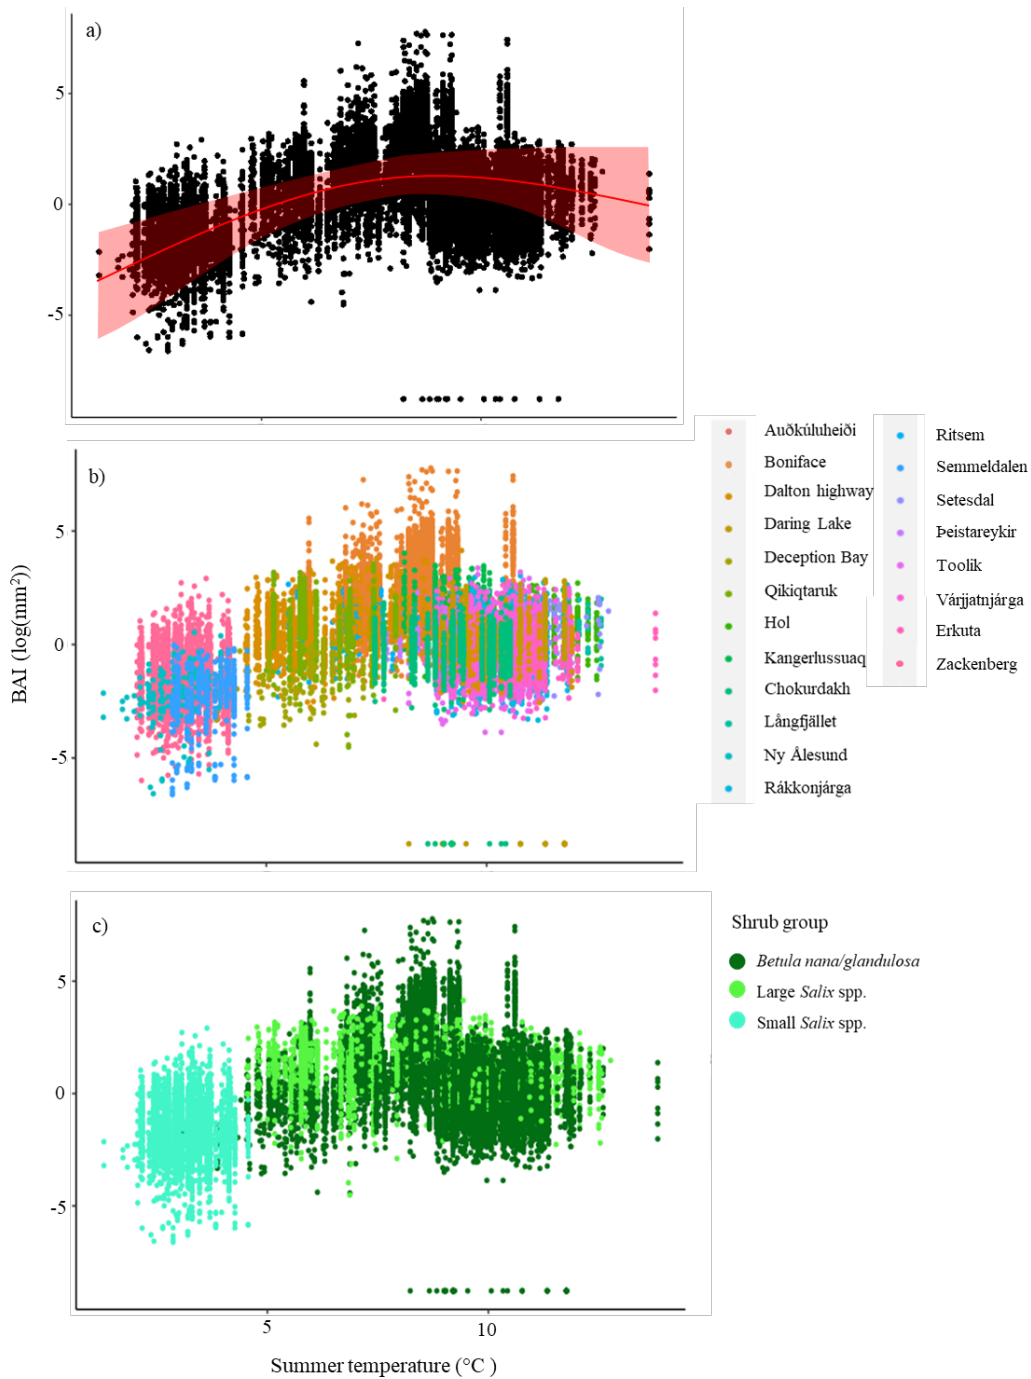 a)
5
0
-5
b)
5
0
-5
BAI (log(mm²))
Auðkúluheiði
Boniface
Dalton highway
Daring Lake
Deception Bay
Qikiqtaruk
Hol
Kangerlussuaq
Chokurdakh
Långfjället
Ny Ålesund
Rákkonjárga
Ritsem
Semmeldalen
Setesdal
Þeistareykir
Toolik
Várjjatnjárga
Erkuta
Zackenberg
c)
5
0
-5
5
10
Summer temperature (°C )
Shrub group
Betula nana/glandulosa
Large Salix spp.
Small Salix spp.